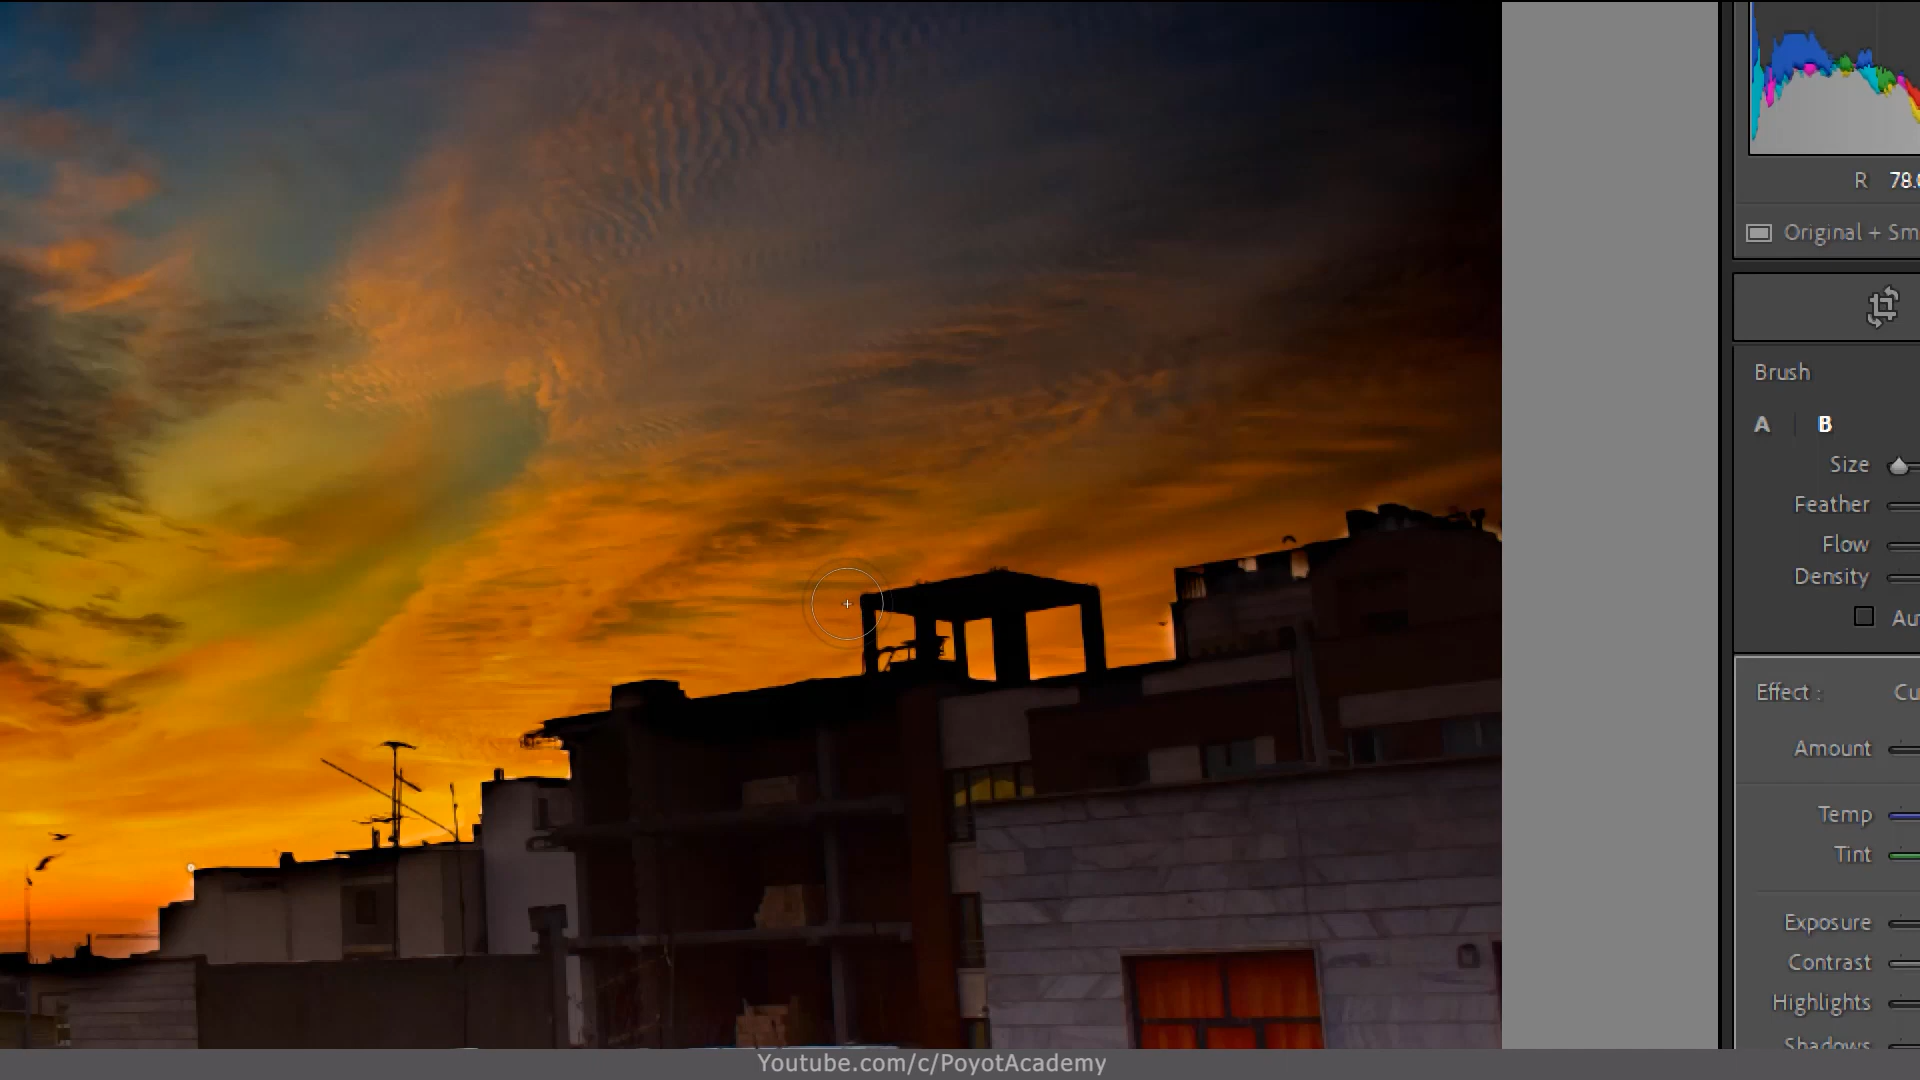 R 78.
Original + Sm
Brush
A B
Size
Feather
Flow
Density
Au
Effect : Cu
Amount
Temp
Tint
Exposure
Contrast
Highlights
Shadows
Youtube.com/c/PoyotAcademy